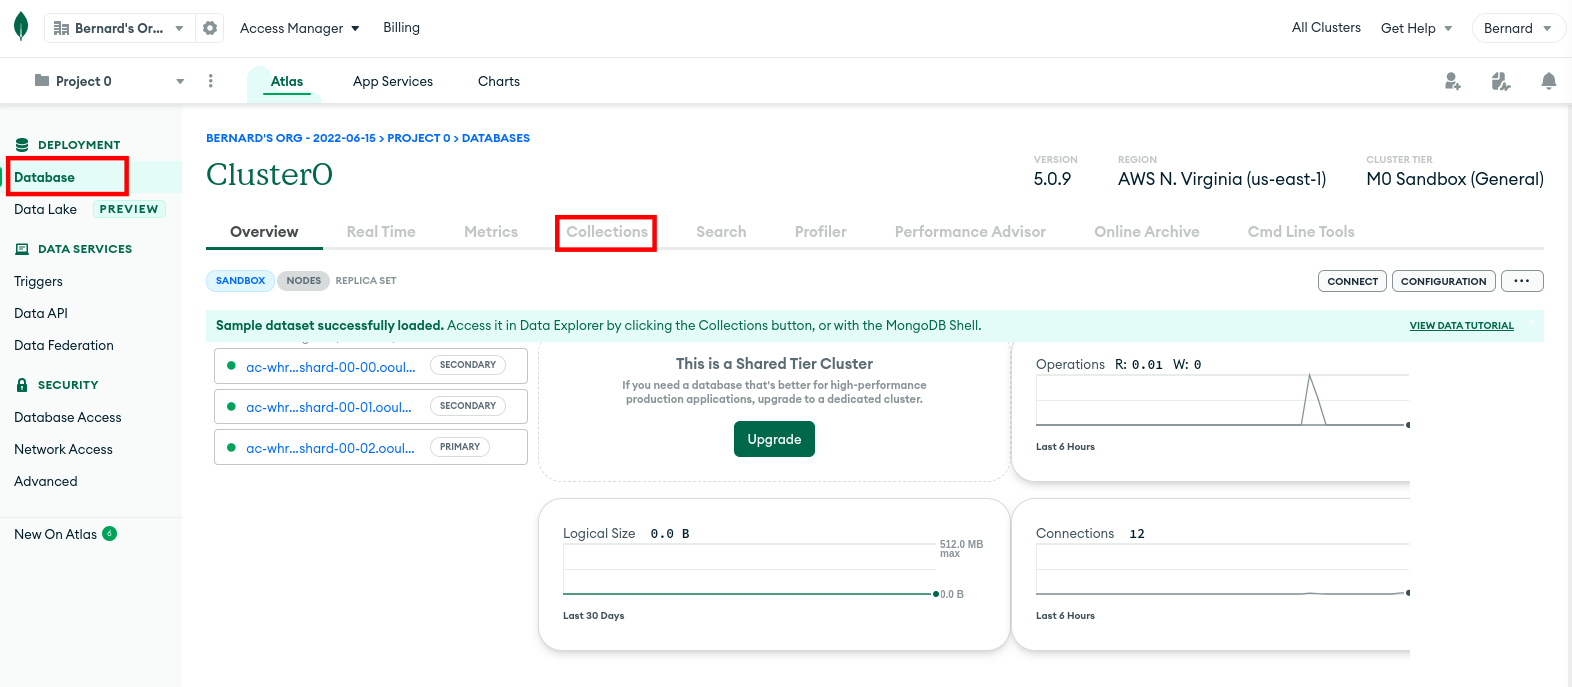 Bernard's Or... Access Manager Billing All Clusters Get Help Bernard
Project 0 Atlas App Services Charts
DEPLOYMENT
Database
Data Lake PREVIEW
DATA SERVICES
Triggers
Data API
Data Federation
SECURITY
Database Access
Network Access
Advanced
New On Atlas 6
BERNARD'S ORG - 2022-06-15 > PROJECT 0 > DATABASES
Cluster0
VERSION
5.0.9
REGION
AWS N. Virginia (us-east-1)
CLUSTER TIER
M0 Sandbox (General)
Overview Real Time Metrics Collections Search Profiler Performance Advisor Online Archive Cmd Line Tools
SANDBOX NODES REPLICA SET CONNECT CONFIGURATION ...
Sample dataset successfully loaded. Access it in Data Explorer by clicking the Collections button, or with the MongoDB Shell. VIEW DATA TUTORIAL
ac-whr...shard-00-00.ooul... SECONDARY
ac-whr...shard-00-01.ooul... SECONDARY
ac-whr...shard-00-02.ooul... PRIMARY
This is a Shared Tier Cluster
If you need a database that's better for high-performance
production applications, upgrade to a dedicated cluster.
Upgrade
Operations R: 0.01 W: 0
Last 6 Hours
Logical Size 0.0 B
512.0 MB
max
0.0 B
Last 30 Days
Connections 12
Last 6 Hours